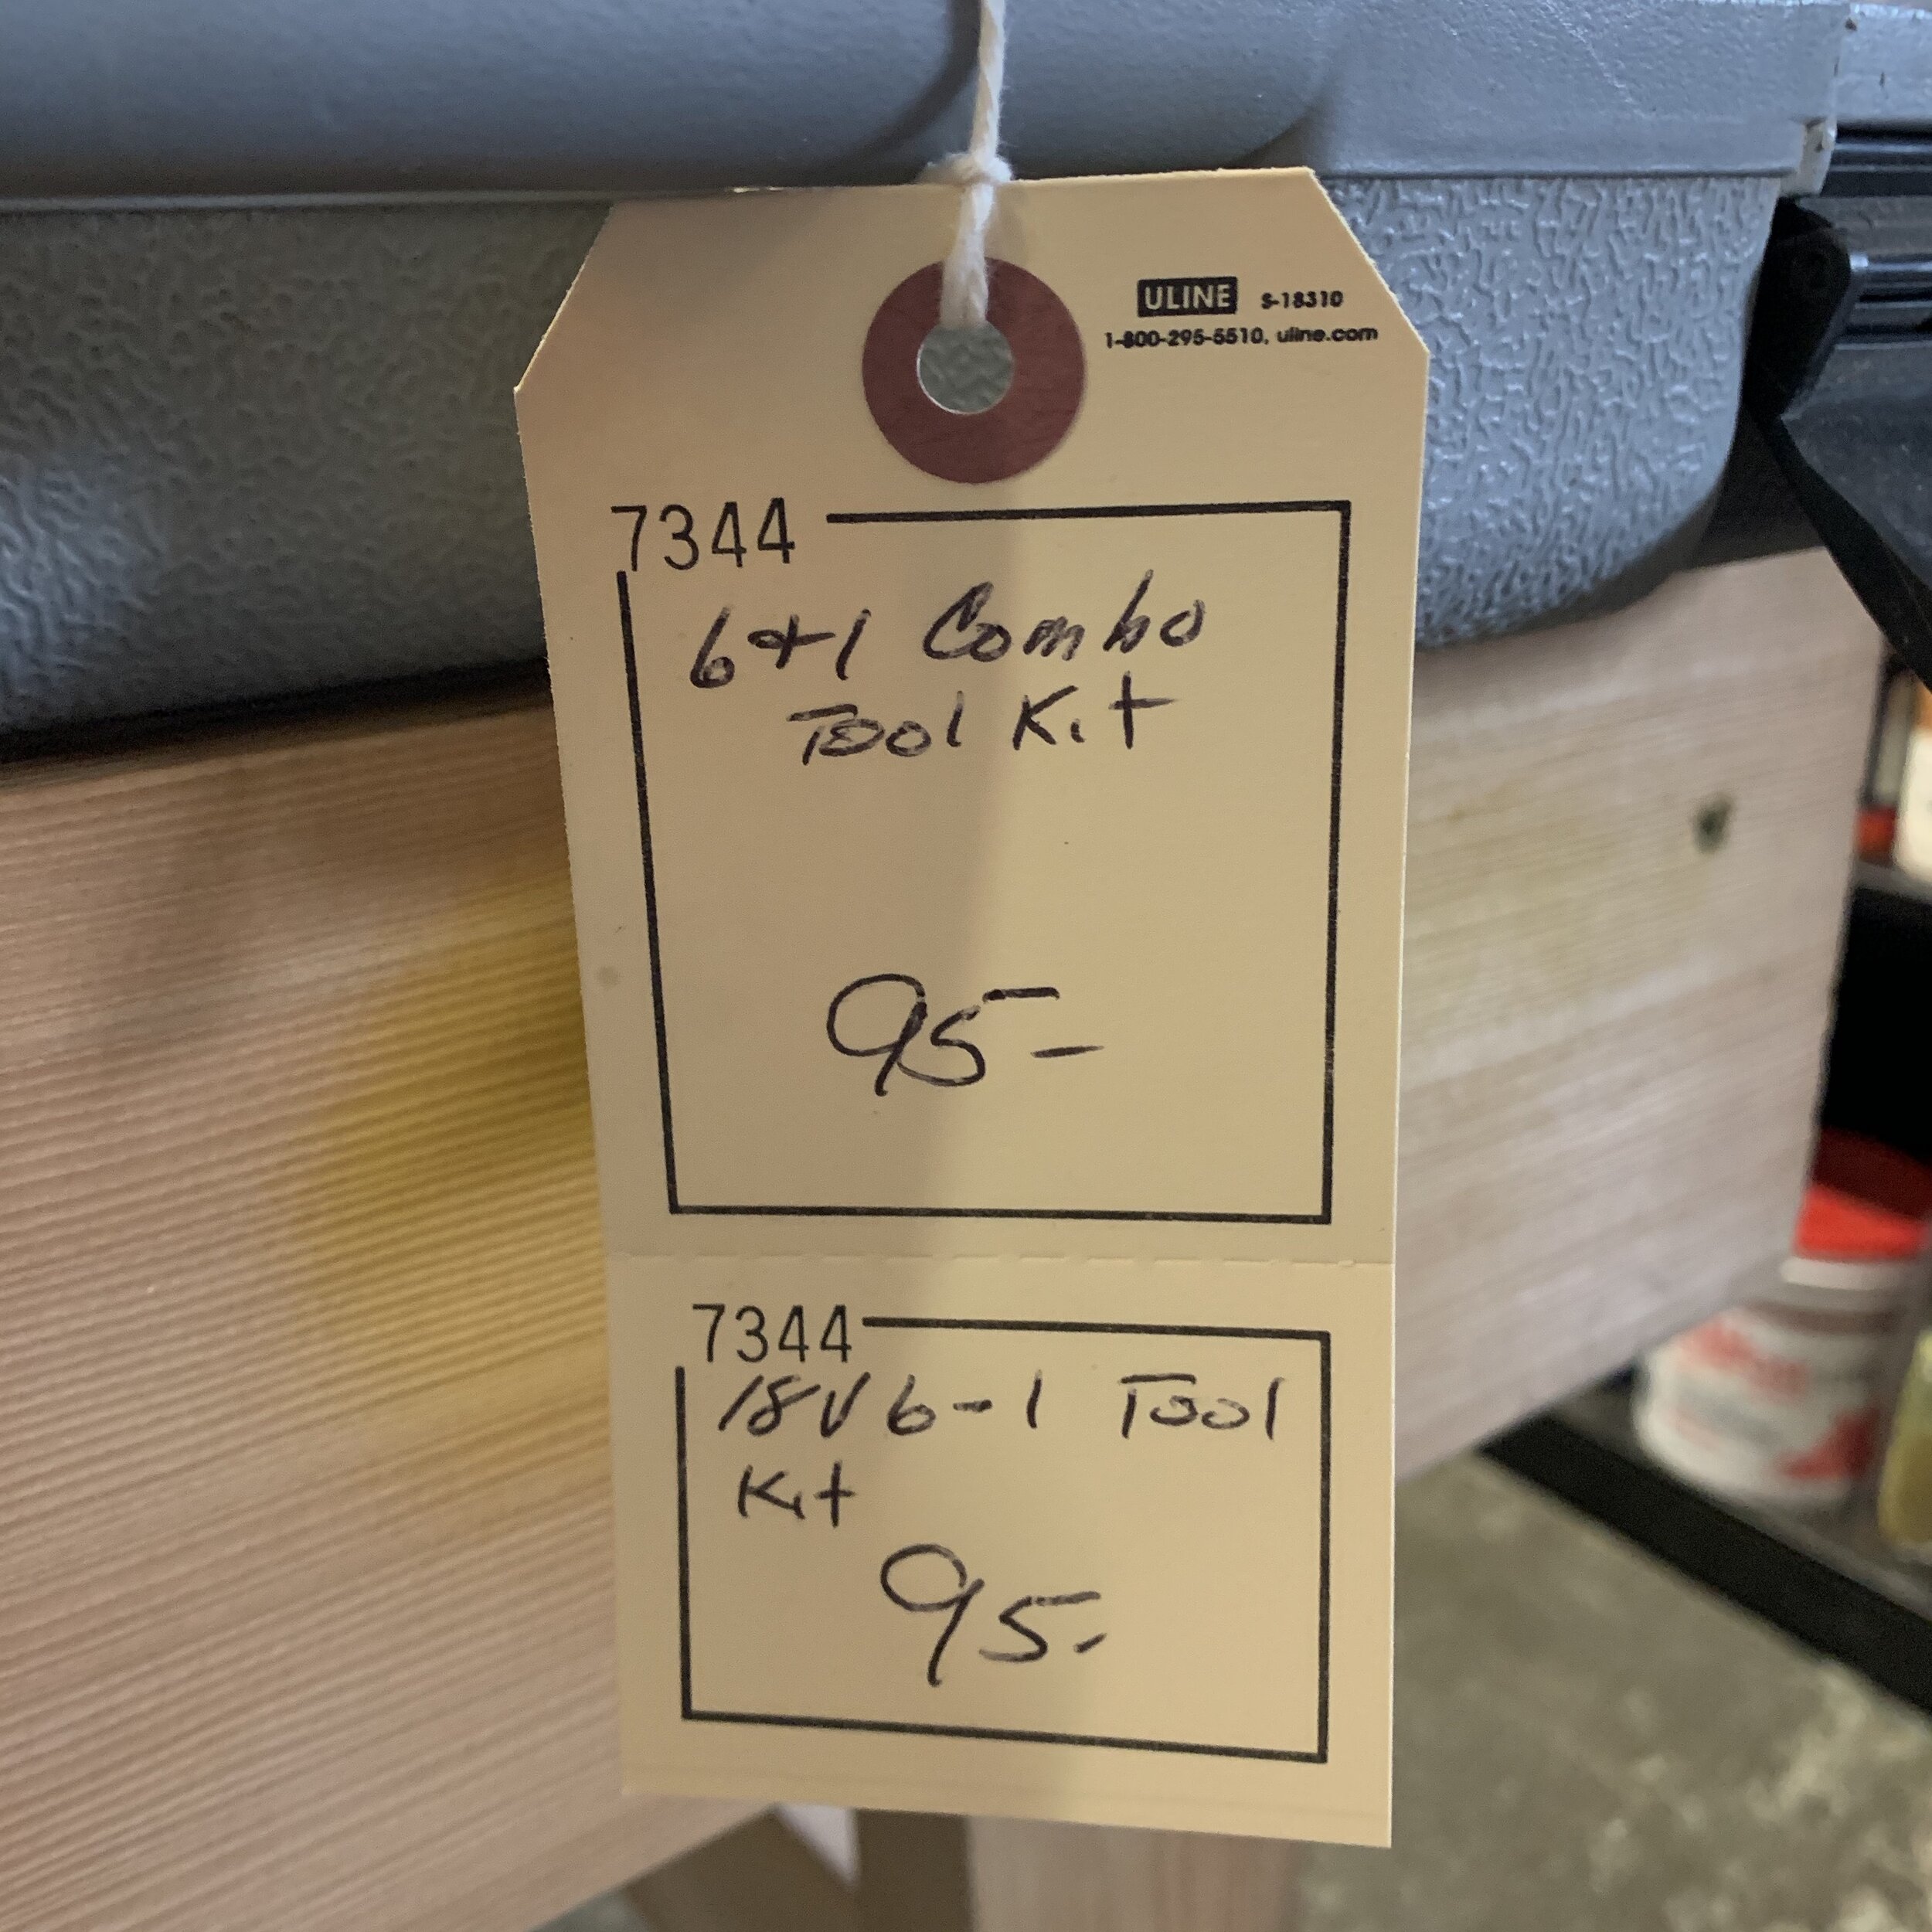 ULINE S-18310
1-800-295-5510, uline.com
7344
6+1 Combo
Tool Kit
95-
7344
18V 6-1 Tool
Kit
95-